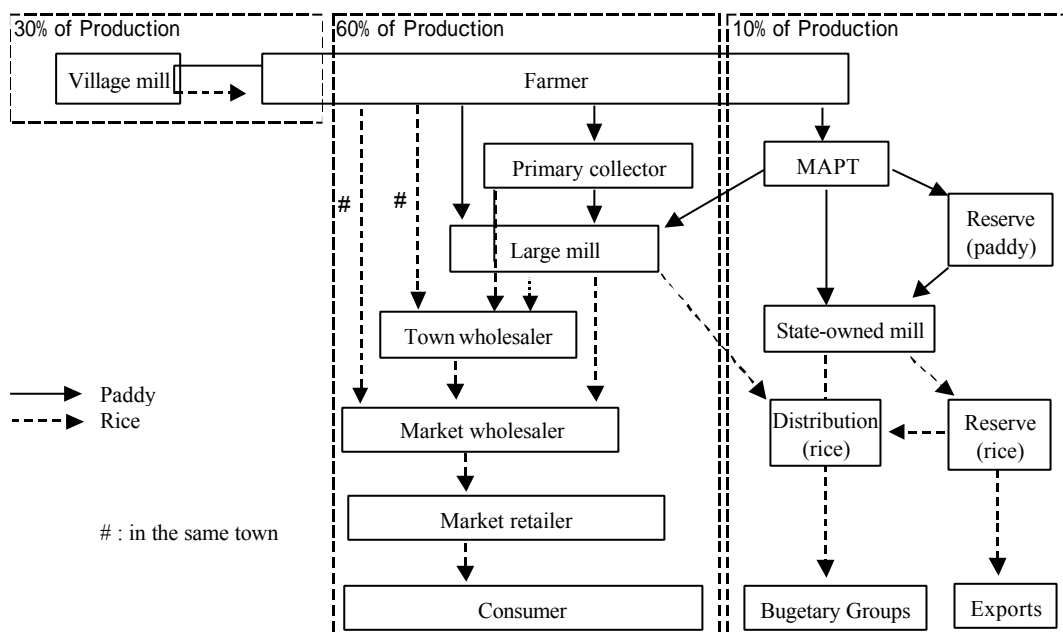 30% of Production
60% of Production
10% of Production
Village mill
Farmer
Primary collector
MAPT
#
#
Reserve
(paddy)
Large mill
Town wholesaler
State-owned mill
Paddy
Rice
Market wholesaler
Distribution
(rice)
Reserve
(rice)
# : in the same town
Market retailer
Consumer
Bugetary Groups
Exports